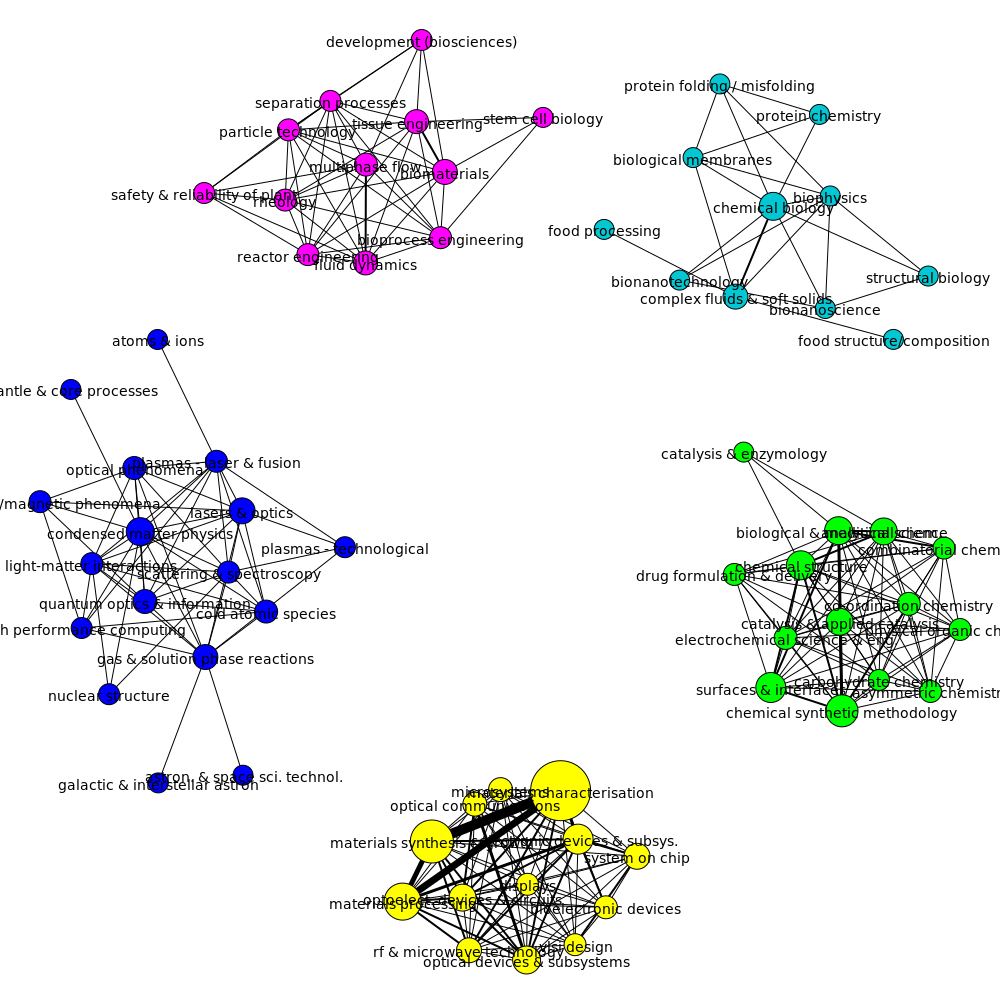 development (biosciences)
separation processes
particle technology
tissue engineering
stem cell biology
multiphase flow
biomaterials
safety & reliability of plant
rheology
bioprocess engineering
reactor engineering
fluid dynamics
protein folding / misfolding
protein chemistry
biological membranes
biophysics
chemical biology
food processing
bionanotechnology
structural biology
complex fluids & soft solids
bionanoscience
food structure/composition
atoms & ions
antle & core processes
plasmas - laser & fusion
optical phenomena
/magnetic phenomena
lasers & optics
condensed matter physics
plasmas - technological
light-matter interactions
scattering & spectroscopy
quantum optics & information
cold atomic species
h performance computing
gas & solution phase reactions
nuclear structure
astron. & space sci. technol.
galactic & interstellar astron
catalysis & enzymology
biological &
combinatorial chem
chemical structure
drug formulation & delivery
co-ordination chemistry
catalysis & applied catalysis
physical organic ch
electrochemical science & eng
carbohydrate chemistry
surfaces & interfaces
asymmetric chemistr
chemical synthetic methodology
microsystems
materials characterisation
optical communications
materials synthesis &
devices & subsys.
system on chip
displays
optoelect. devices & circuits
materials processing
bioelectronic devices
vlsi design
rf & microwave technology
optical devices & subsystems